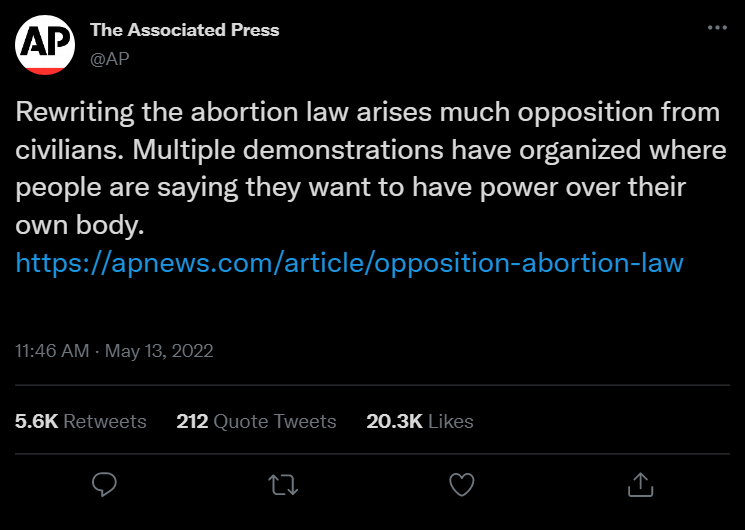 AP
The Associated Press
@AP
Rewriting the abortion law arises much opposition from
civilians. Multiple demonstrations have organized where
people are saying they want to have power over their
own body.
https://apnews.com/article/opposition-abortion-law
11:46 AM · May 13, 2022
5.6K Retweets 212 Quote Tweets 20.3K Likes